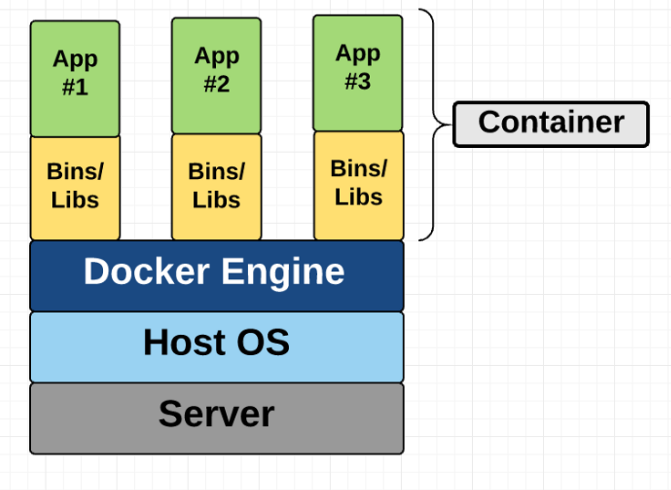 App
#1
App
#2
App
#3
Container
Bins/
Libs
Bins/
Libs
Bins/
Libs
Docker Engine
Host OS
Server